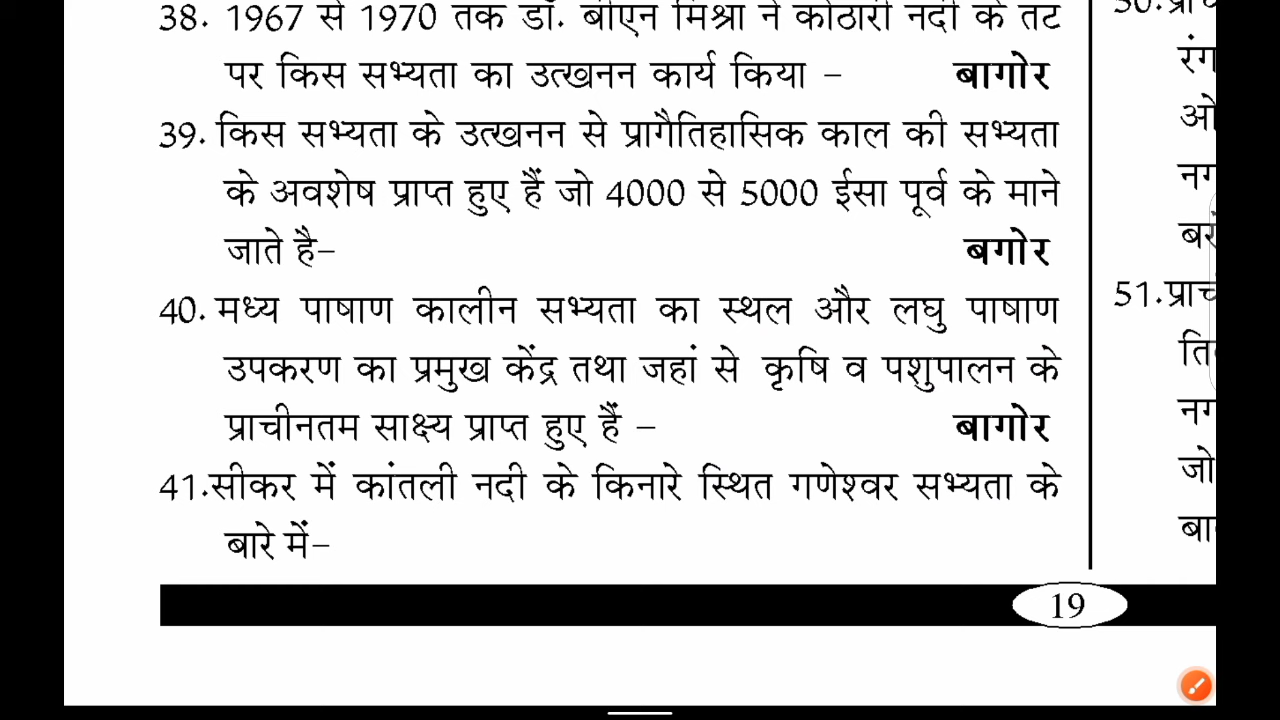 38. 1967 से 1970 तक डॉ. बीएन मिश्रा ने कोठारी नदी के तट
पर किस सभ्यता का उत्खनन कार्य किया – बागोर
39. किस सभ्यता के उत्खनन से प्रागैतिहासिक काल की सभ्यता
के अवशेष प्राप्त हुए हैं जो 4000 से 5000 ईसा पूर्व के माने
जाते है– बगोर
40. मध्य पाषाण कालीन सभ्यता का स्थल और लघु पाषाण
उपकरण का प्रमुख केंद्र तथा जहां से कृषि व पशुपालन के
प्राचीनतम साक्ष्य प्राप्त हुए हैं – बागोर
41.सीकर में कांतली नदी के किनारे स्थित गणेश्वर सभ्यता के
बारे में–
51.
19